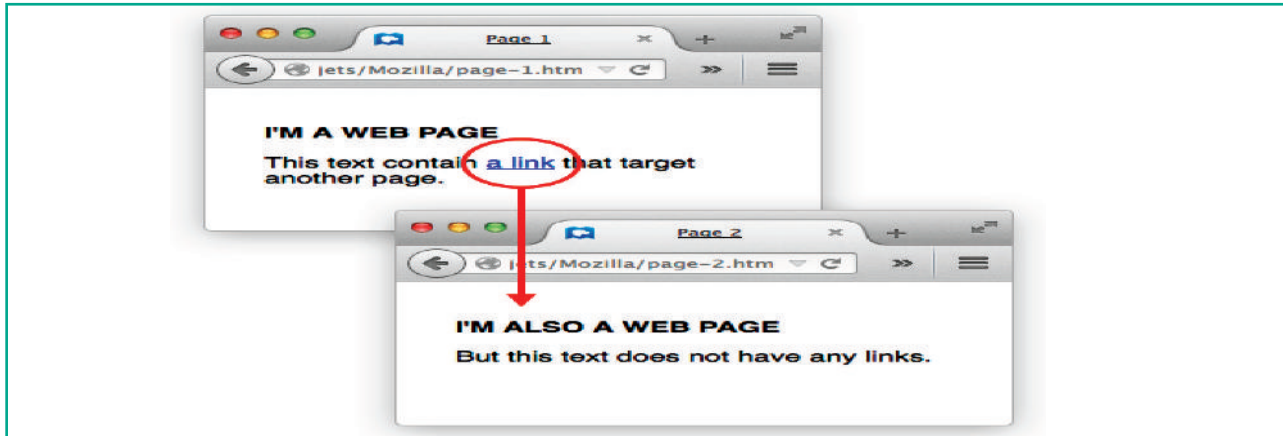 Page 1
jets/Mozilla/page-1.htm
I'M A WEB PAGE
This text contain a link that target
another page.
Page 2
jets/Mozilla/page-2.htm
I'M ALSO A WEB PAGE
But this text does not have any links.